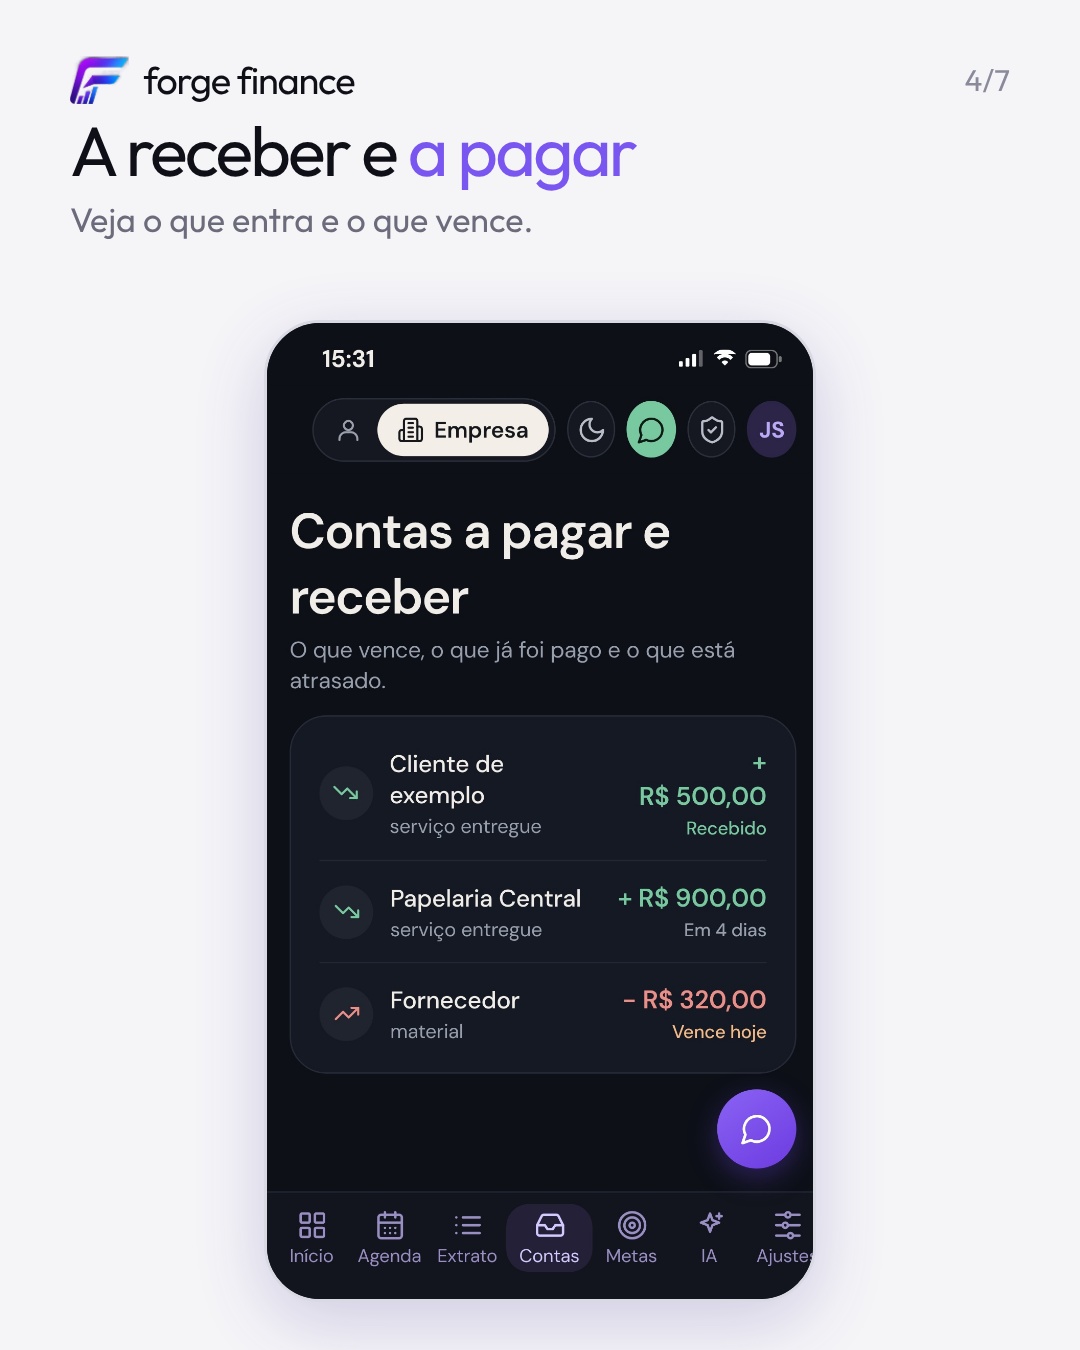 forge finance
4/7
A receber e a pagar
Veja o que entra e o que vence.
15:31
Empresa
JS
Contas a pagar e
receber
O que vence, o que já foi pago e o que está
atrasado.
Cliente de
exemplo
serviço entregue
+
R$ 500,00
Recebido
Papelaria Central
serviço entregue
+ R$ 900,00
Em 4 dias
Fornecedor
material
− R$ 320,00
Vence hoje
Início
Agenda
Extrato
Contas
Metas
IA
Ajustes